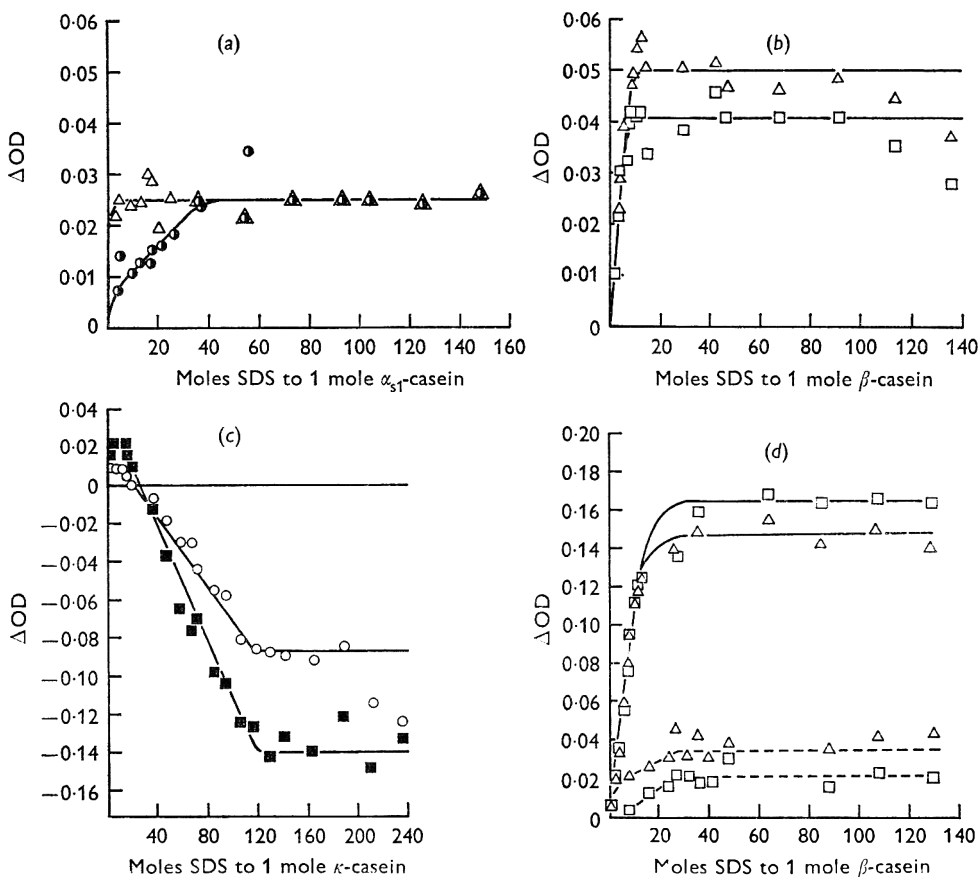 0·06
0·05
0·04
0·03
0·02
0·01
0
ΔOD
(a)
20 40 60 80 100 120 140 160
Moles SDS to 1 mole αs1-casein
0·06
0·05
0·04
0·03
0·02
0·01
0
ΔOD
(b)
20 40 60 80 100 120 140
Moles SDS to 1 mole β-casein
0·04
0·02
0
−0·02
−0·04
−0·06
−0·08
−0·10
−0·12
−0·14
−0·16
ΔOD
(c)
40 80 120 160 200 240
Moles SDS to 1 mole κ-casein
0·20
0·18
0·16
0·14
0·12
0·10
0·08
0·06
0·04
0·02
0
ΔOD
(d)
20 40 60 80 100 120 140
Moles SDS to 1 mole β-casein